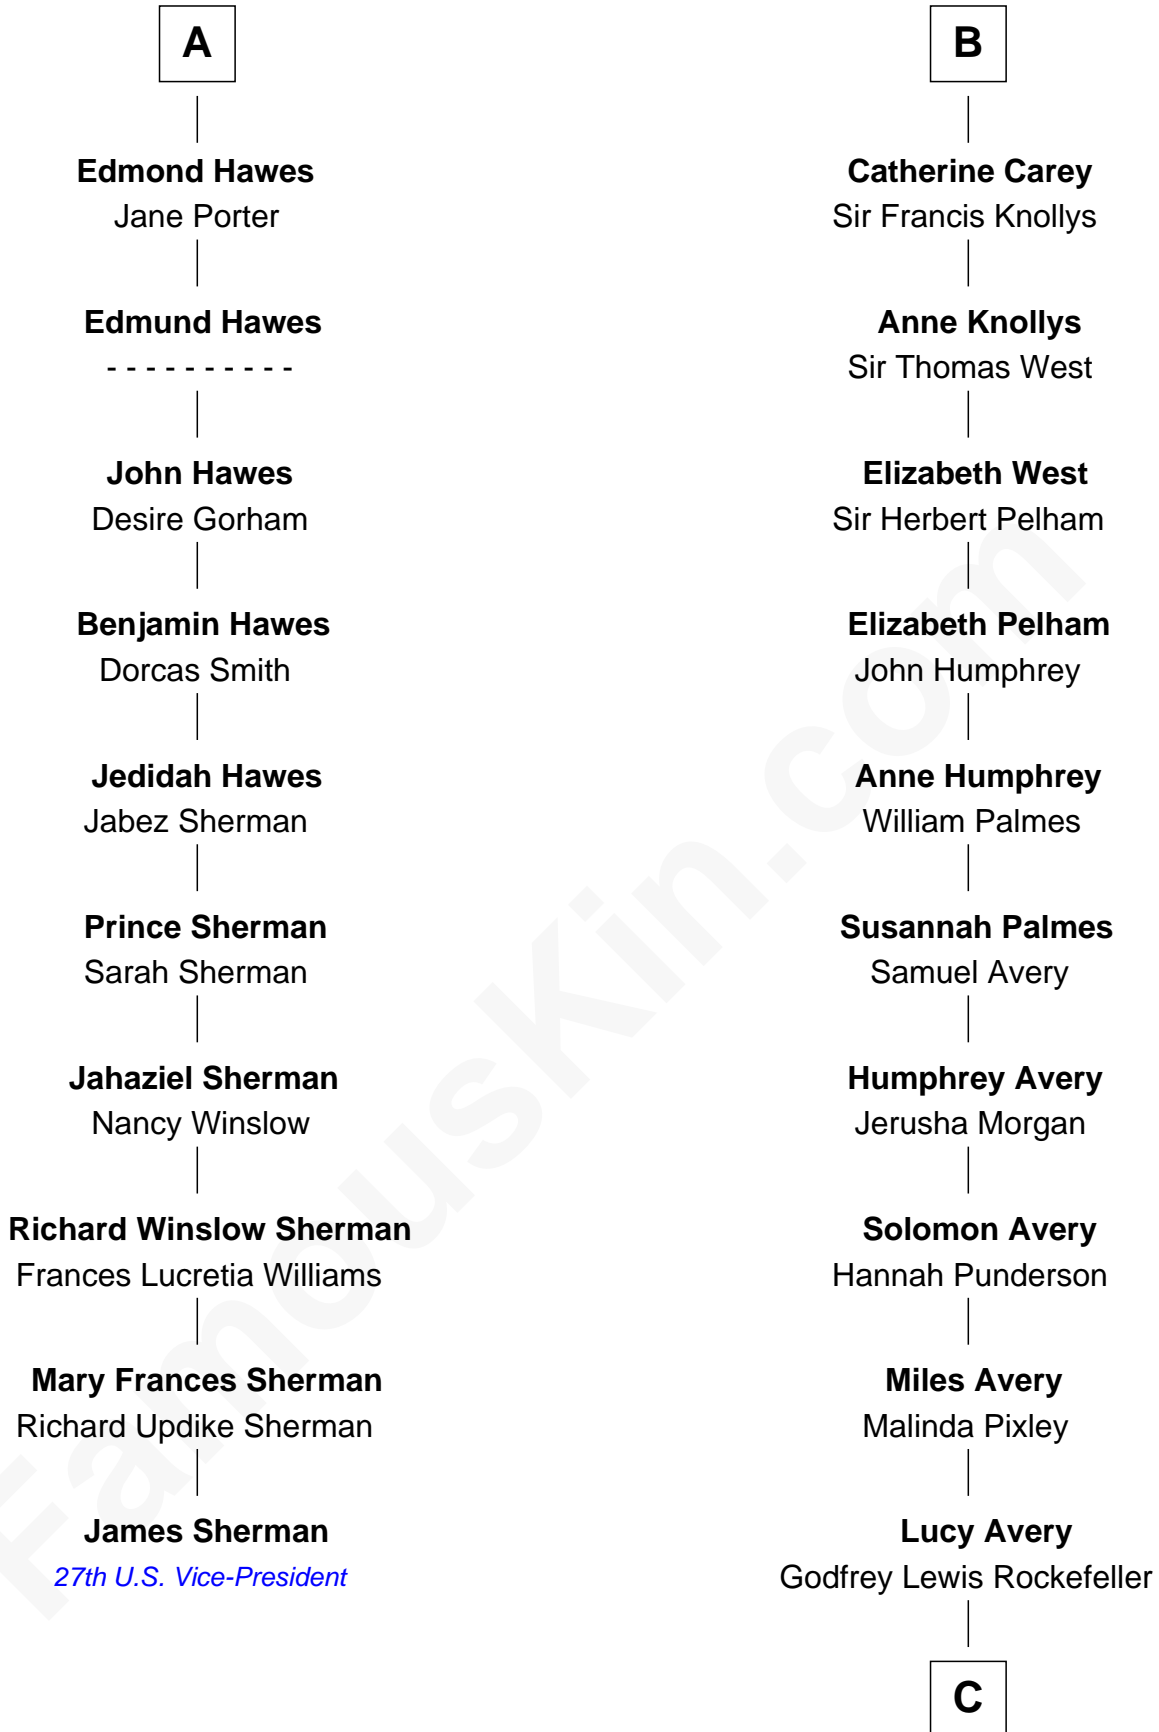 A
Edmond Hawes
Jane Porter
Edmund Hawes
- - - - - - - - - -
John Hawes
Desire Gorham
Benjamin Hawes
Dorcas Smith
Jedidah Hawes
Jabez Sherman
Prince Sherman
Sarah Sherman
Jahaziel Sherman
Nancy Winslow
Richard Winslow Sherman
Frances Lucretia Williams
Mary Frances Sherman
Richard Updike Sherman
James Sherman
27th U.S. Vice-President
B
Catherine Carey
Sir Francis Knollys
Anne Knollys
Sir Thomas West
Elizabeth West
Sir Herbert Pelham
Elizabeth Pelham
John Humphrey
Anne Humphrey
William Palmes
Susannah Palmes
Samuel Avery
Humphrey Avery
Jerusha Morgan
Solomon Avery
Hannah Punderson
Miles Avery
Malinda Pixley
Lucy Avery
Godfrey Lewis Rockefeller
C
FamousKin.com